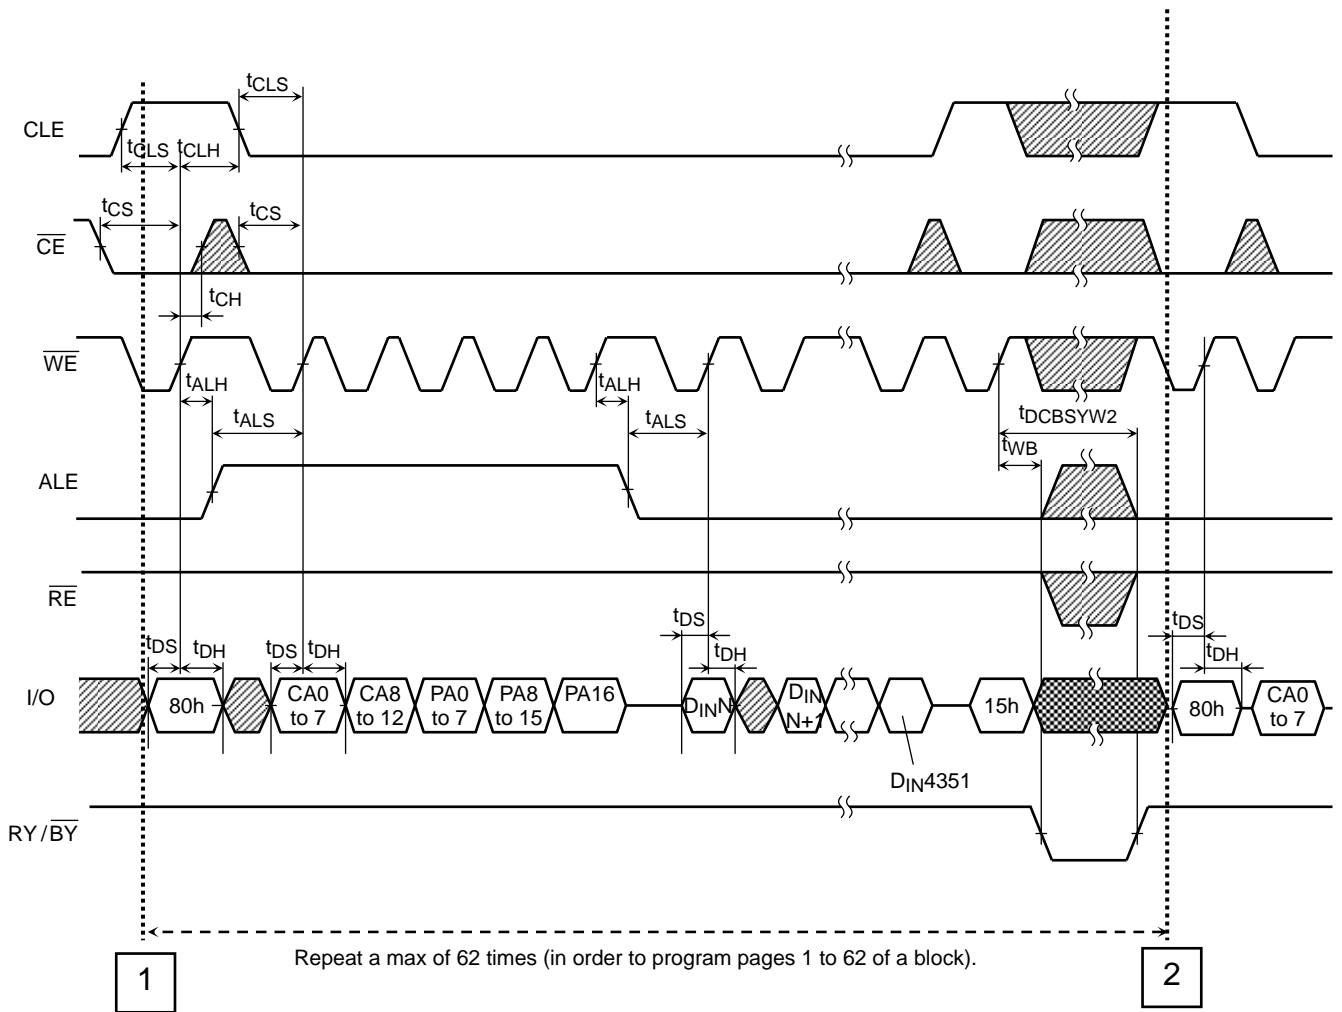 tCLS
CLE
tCLS tCLH
tCS tCS
CE
tCH
WE
tALH tALH
tALS tALS tDCBSYW2
tWB
ALE
RE
tDS tDH tDS tDH tDS tDH tDS tDH
I/O
80h
CA0 to 7
CA8 to 12
PA0 to 7
PA8 to 15
PA16
DINN
DIN N+1
15h
80h
CA0 to 7
DIN4351
RY/BY
Repeat a max of 62 times (in order to program pages 1 to 62 of a block).
1
2